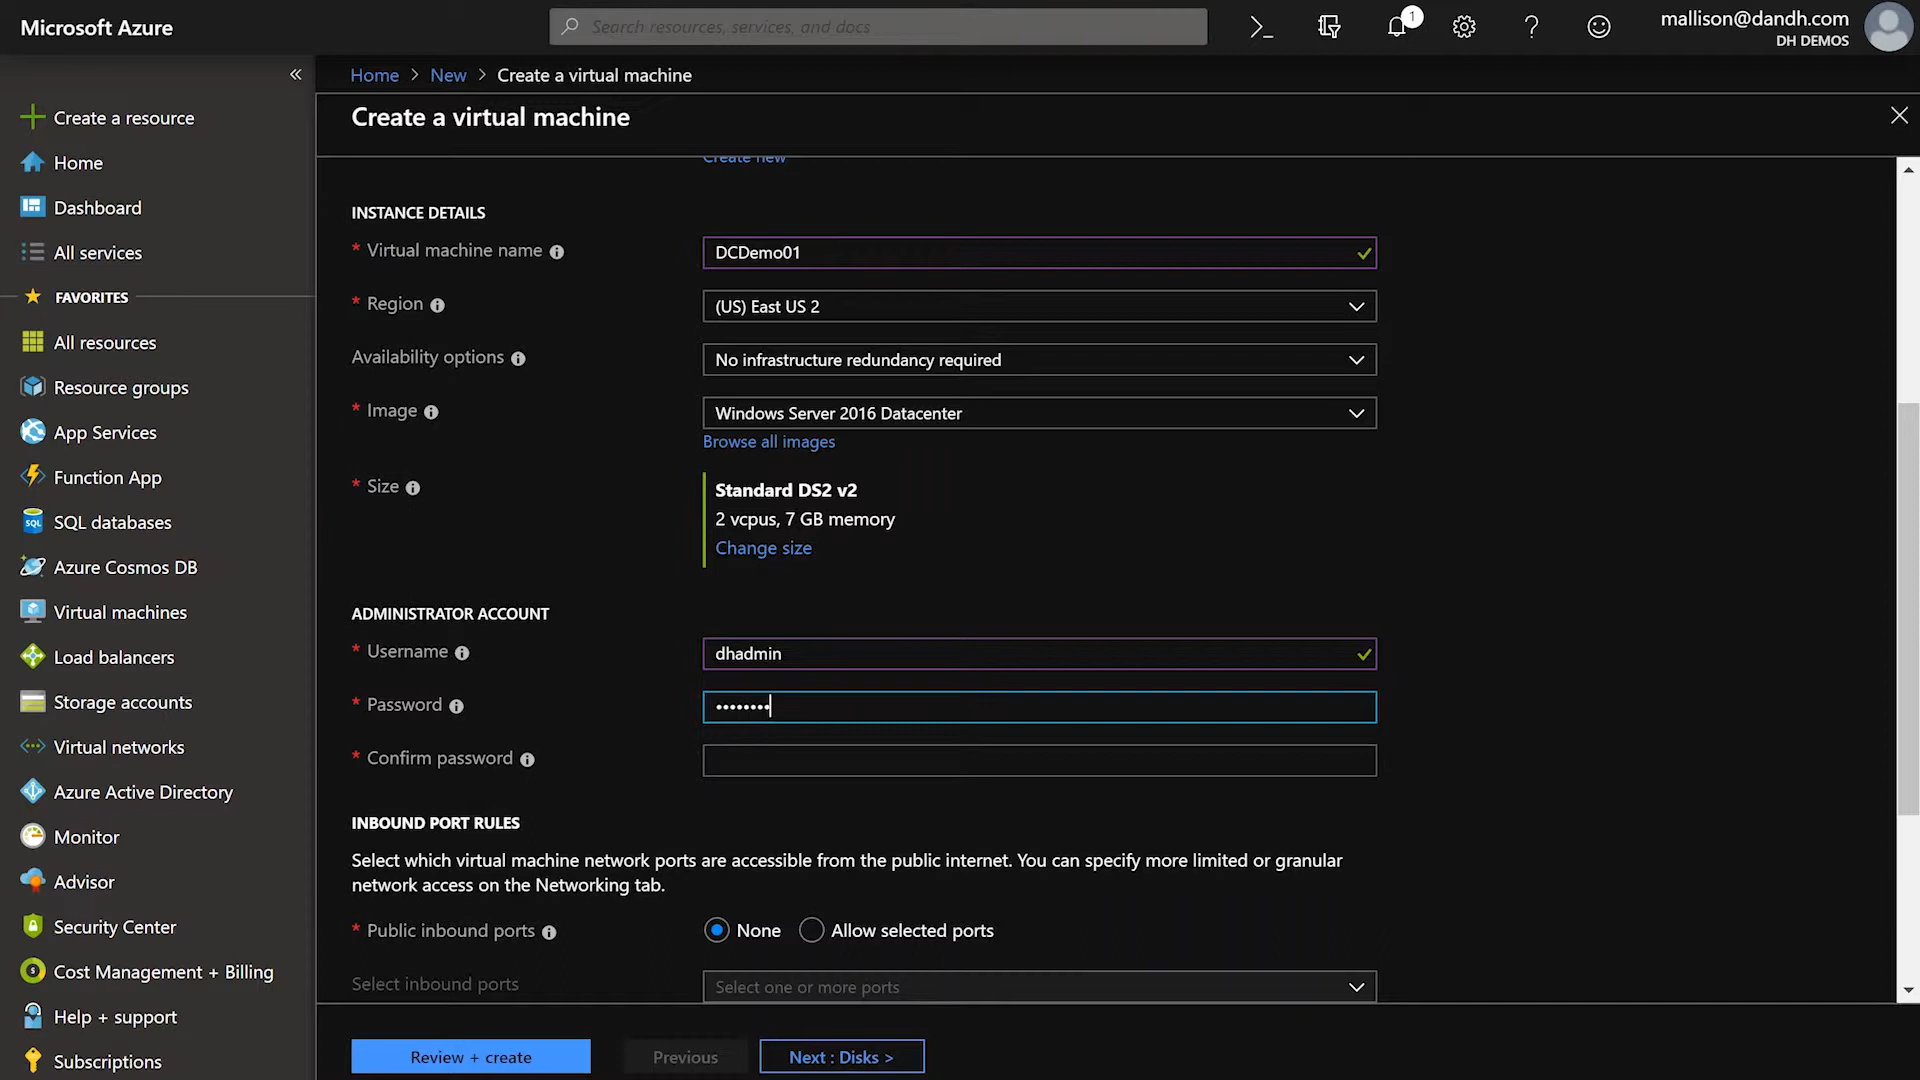 Microsoft Azure
Search resources, services, and docs
1
mallison@dandh.com
DH DEMOS
Create a resource
Home
Dashboard
All services
FAVORITES
All resources
Resource groups
App Services
Function App
SQL databases
Azure Cosmos DB
Virtual machines
Load balancers
Storage accounts
Virtual networks
Azure Active Directory
Monitor
Advisor
Security Center
Cost Management + Billing
Help + support
Subscriptions
Home > New > Create a virtual machine
Create a virtual machine
Create new
INSTANCE DETAILS
* Virtual machine name
DCDemo01
* Region
(US) East US 2
Availability options
No infrastructure redundancy required
* Image
Windows Server 2016 Datacenter
Browse all images
* Size
Standard DS2 v2
2 vcpus, 7 GB memory
Change size
ADMINISTRATOR ACCOUNT
* Username
dhadmin
* Password
••••••••
* Confirm password
INBOUND PORT RULES
Select which virtual machine network ports are accessible from the public internet. You can specify more limited or granular
network access on the Networking tab.
* Public inbound ports
None
Allow selected ports
Select inbound ports
Select one or more ports
Review + create
Previous
Next : Disks >